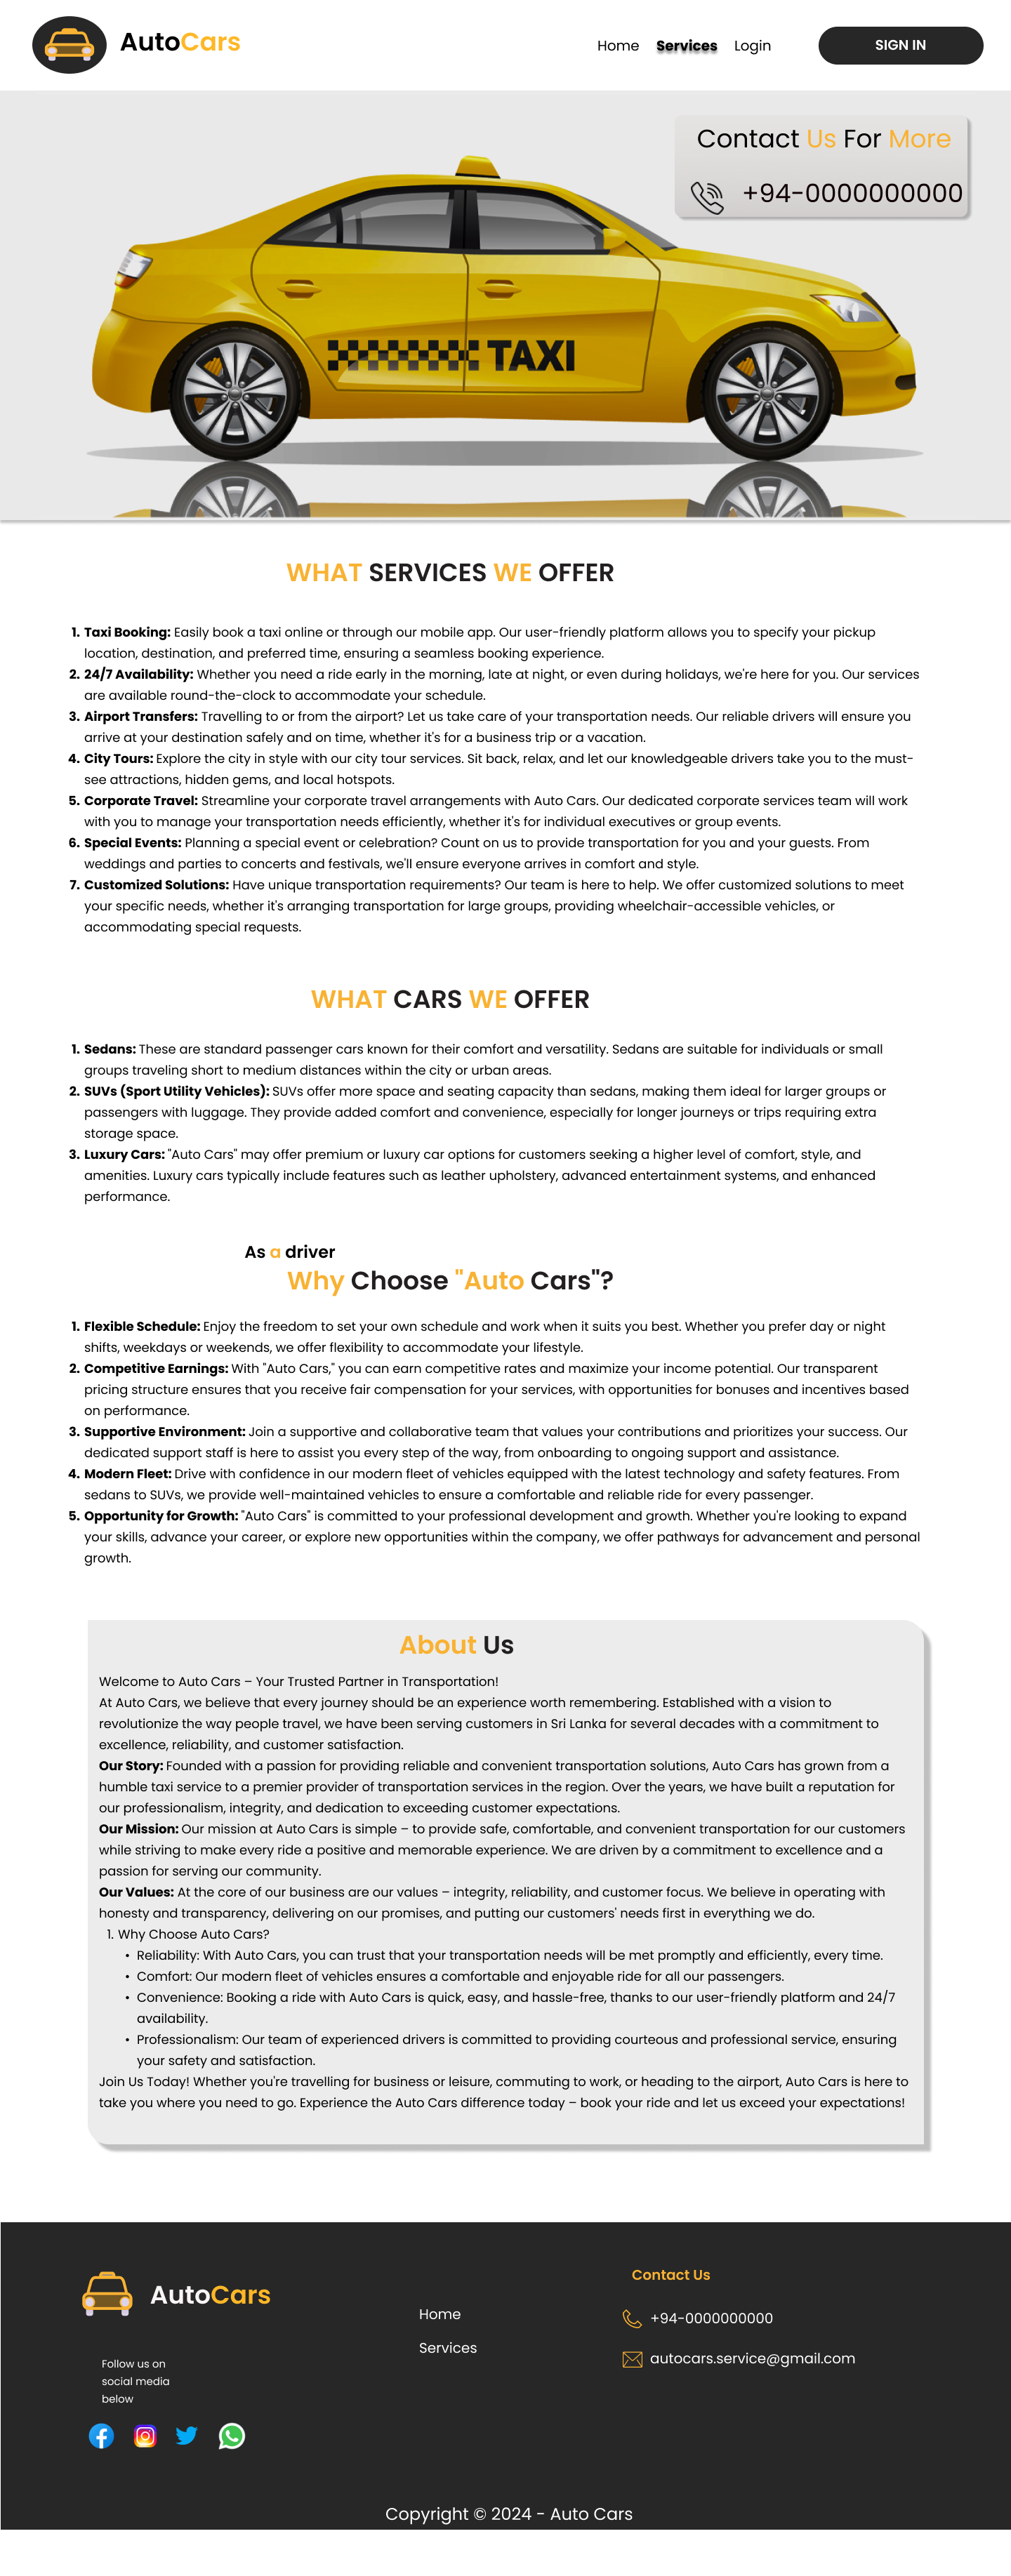 AutoCars
Home Services Login SIGN IN
Contact Us For More
+94-0000000000
TAXI
WHAT SERVICES WE OFFER
1. Taxi Booking: Easily book a taxi online or through our mobile app. Our user-friendly platform allows you to specify your pickup
location, destination, and preferred time, ensuring a seamless booking experience.
2. 24/7 Availability: Whether you need a ride early in the morning, late at night, or even during holidays, we're here for you. Our services
are available round-the-clock to accommodate your schedule.
3. Airport Transfers: Travelling to or from the airport? Let us take care of your transportation needs. Our reliable drivers will ensure you
arrive at your destination safely and on time, whether it's for a business trip or a vacation.
4. City Tours: Explore the city in style with our city tour services. Sit back, relax, and let our knowledgeable drivers take you to the must-
see attractions, hidden gems, and local hotspots.
5. Corporate Travel: Streamline your corporate travel arrangements with Auto Cars. Our dedicated corporate services team will work
with you to manage your transportation needs efficiently, whether it's for individual executives or group events.
6. Special Events: Planning a special event or celebration? Count on us to provide transportation for you and your guests. From
weddings and parties to concerts and festivals, we'll ensure everyone arrives in comfort and style.
7. Customized Solutions: Have unique transportation requirements? Our team is here to help. We offer customized solutions to meet
your specific needs, whether it's arranging transportation for large groups, providing wheelchair-accessible vehicles, or
accommodating special requests.
WHAT CARS WE OFFER
1. Sedans: These are standard passenger cars known for their comfort and versatility. Sedans are suitable for individuals or small
groups traveling short to medium distances within the city or urban areas.
2. SUVs (Sport Utility Vehicles): SUVs offer more space and seating capacity than sedans, making them ideal for larger groups or
passengers with luggage. They provide added comfort and convenience, especially for longer journeys or trips requiring extra
storage space.
3. Luxury Cars: "Auto Cars" may offer premium or luxury car options for customers seeking a higher level of comfort, style, and
amenities. Luxury cars typically include features such as leather upholstery, advanced entertainment systems, and enhanced
performance.
As a driver
Why Choose "Auto Cars"?
1. Flexible Schedule: Enjoy the freedom to set your own schedule and work when it suits you best. Whether you prefer day or night
shifts, weekdays or weekends, we offer flexibility to accommodate your lifestyle.
2. Competitive Earnings: With "Auto Cars," you can earn competitive rates and maximize your income potential. Our transparent
pricing structure ensures that you receive fair compensation for your services, with opportunities for bonuses and incentives based
on performance.
3. Supportive Environment: Join a supportive and collaborative team that values your contributions and prioritizes your success. Our
dedicated support staff is here to assist you every step of the way, from onboarding to ongoing support and assistance.
4. Modern Fleet: Drive with confidence in our modern fleet of vehicles equipped with the latest technology and safety features. From
sedans to SUVs, we provide well-maintained vehicles to ensure a comfortable and reliable ride for every passenger.
5. Opportunity for Growth: "Auto Cars" is committed to your professional development and growth. Whether you're looking to expand
your skills, advance your career, or explore new opportunities within the company, we offer pathways for advancement and personal
growth.
About Us
Welcome to Auto Cars – Your Trusted Partner in Transportation!
At Auto Cars, we believe that every journey should be an experience worth remembering. Established with a vision to
revolutionize the way people travel, we have been serving customers in Sri Lanka for several decades with a commitment to
excellence, reliability, and customer satisfaction.
Our Story: Founded with a passion for providing reliable and convenient transportation solutions, Auto Cars has grown from a
humble taxi service to a premier provider of transportation services in the region. Over the years, we have built a reputation for
our professionalism, integrity, and dedication to exceeding customer expectations.
Our Mission: Our mission at Auto Cars is simple – to provide safe, comfortable, and convenient transportation for our customers
while striving to make every ride a positive and memorable experience. We are driven by a commitment to excellence and a
passion for serving our community.
Our Values: At the core of our business are our values – integrity, reliability, and customer focus. We believe in operating with
honesty and transparency, delivering on our promises, and putting our customers' needs first in everything we do.
1. Why Choose Auto Cars?
• Reliability: With Auto Cars, you can trust that your transportation needs will be met promptly and efficiently, every time.
• Comfort: Our modern fleet of vehicles ensures a comfortable and enjoyable ride for all our passengers.
• Convenience: Booking a ride with Auto Cars is quick, easy, and hassle-free, thanks to our user-friendly platform and 24/7
availability.
• Professionalism: Our team of experienced drivers is committed to providing courteous and professional service, ensuring
your safety and satisfaction.
Join Us Today! Whether you're travelling for business or leisure, commuting to work, or heading to the airport, Auto Cars is here to
take you where you need to go. Experience the Auto Cars difference today – book your ride and let us exceed your expectations!
AutoCars
Follow us on
social media
below
Home
Services
Contact Us
+94-0000000000
autocars.service@gmail.com
Copyright © 2024 - Auto Cars